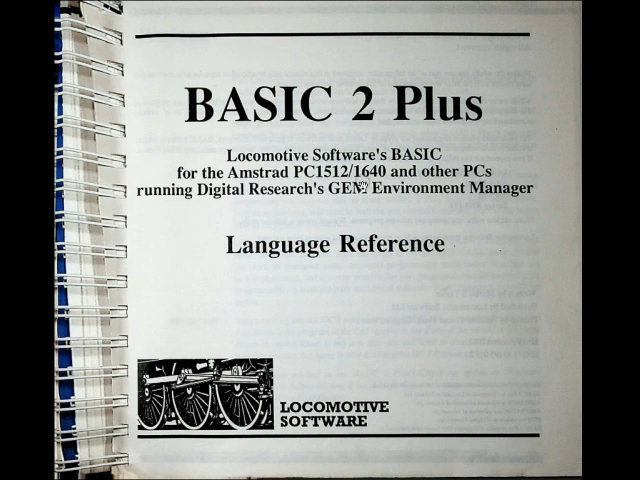 BASIC 2 Plus
Locomotive Software's BASIC
for the Amstrad PC1512/1640 and other PCs
running Digital Research's GEM Environment Manager
Language Reference
LOCOMOTIVE
SOFTWARE